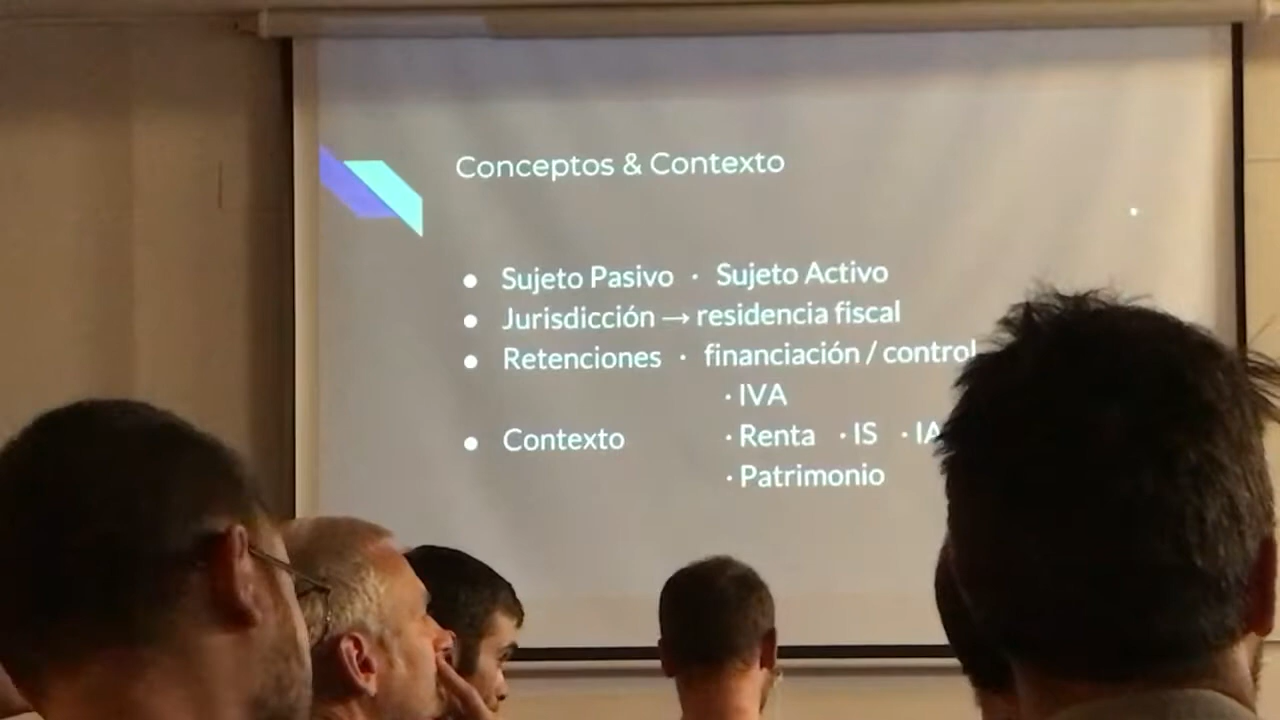 Conceptos & Contexto
● Sujeto Pasivo · Sujeto Activo
● Jurisdicción → residencia fiscal
● Retenciones · financiación / control
· IVA
● Contexto · Renta · IS
· Patrimonio